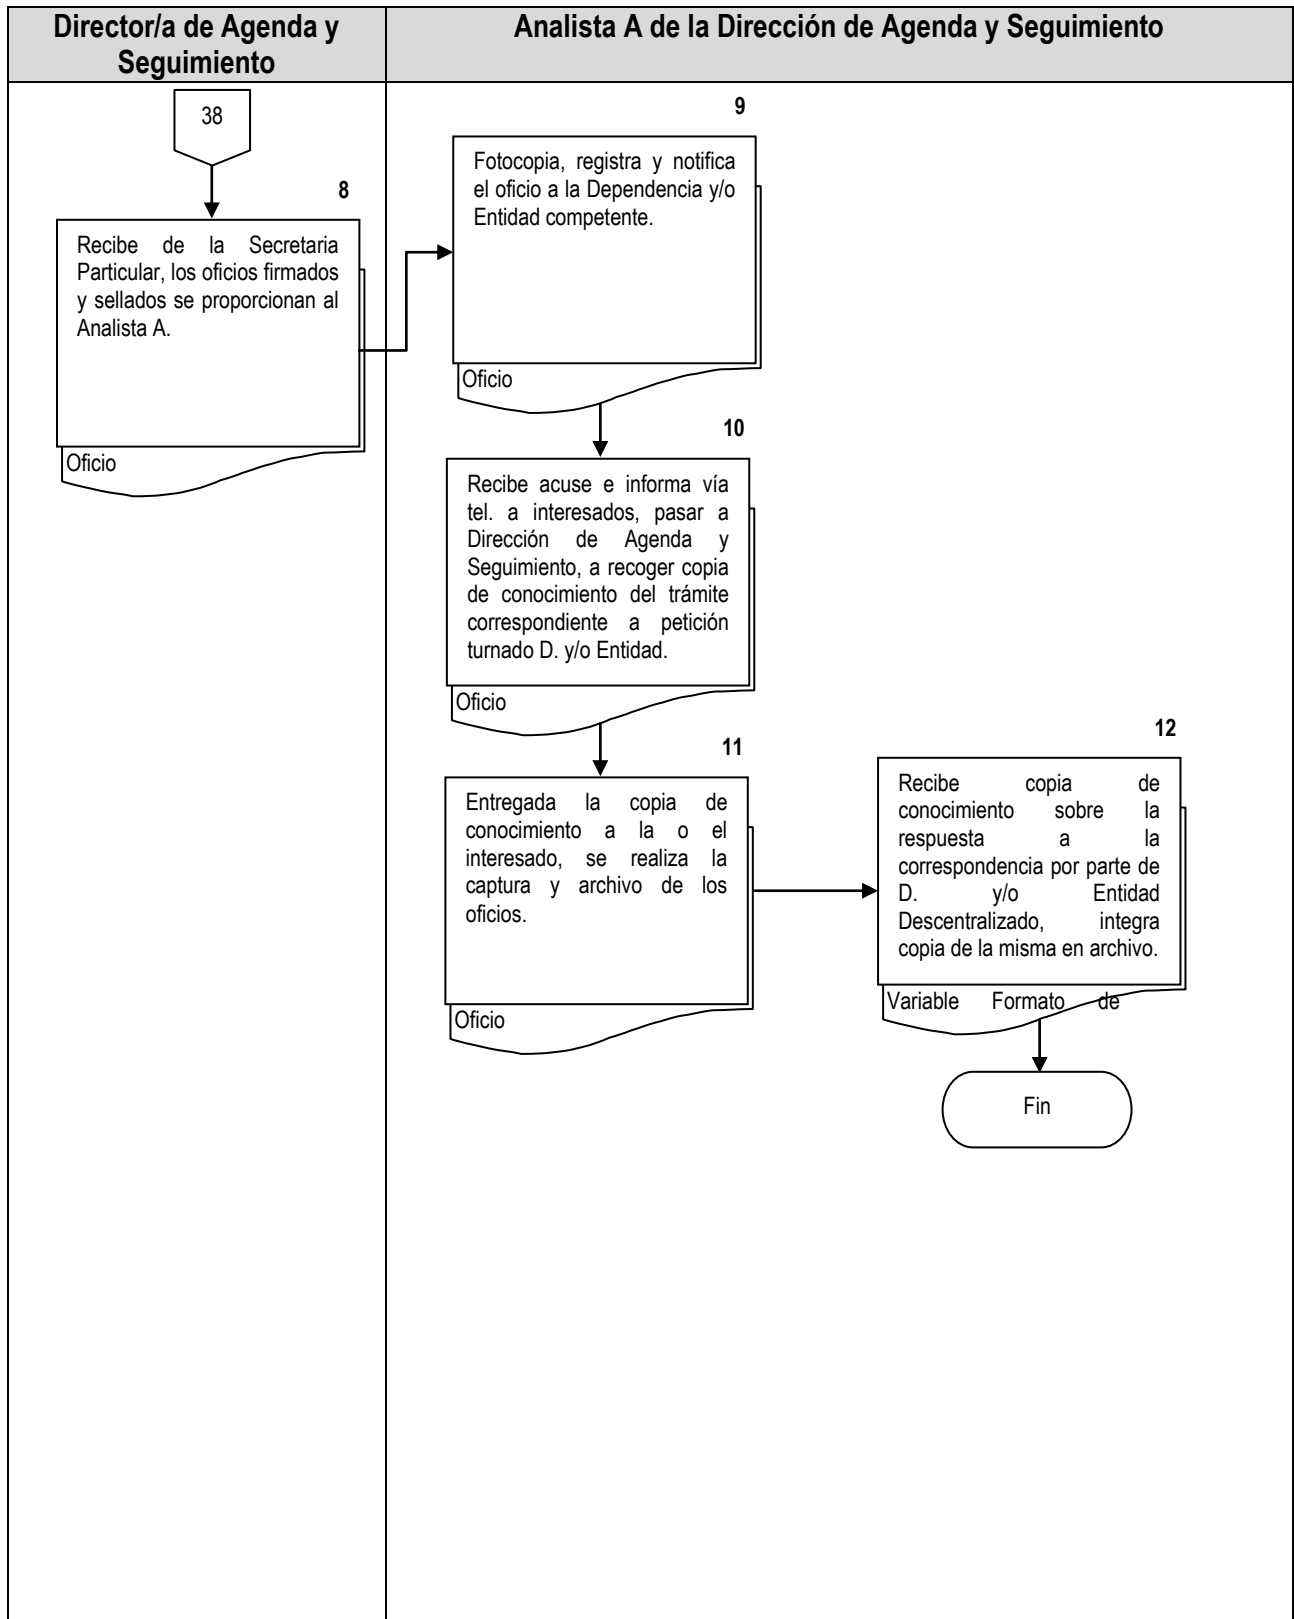 Director/a de Agenda y
Seguimiento
Analista A de la Dirección de Agenda y Seguimiento
38
8
Recibe de la Secretaria
Particular, los oficios firmados
y sellados se proporcionan al
Analista A.
Oficio
9
Fotocopia, registra y notifica
el oficio a la Dependencia y/o
Entidad competente.
Oficio
10
Recibe acuse e informa vía
tel. a interesados, pasar a
Dirección de Agenda y
Seguimiento, a recoger copia
de conocimiento del trámite
correspondiente a petición
turnado D. y/o Entidad.
Oficio
11
Entregada la copia de
conocimiento a la o el
interesado, se realiza la
captura y archivo de los
oficios.
Oficio
12
Recibe copia de
conocimiento sobre la
respuesta a la
correspondencia por parte de
D. y/o Entidad
Descentralizado, integra
copia de la misma en archivo.
Variable Formato de
Fin